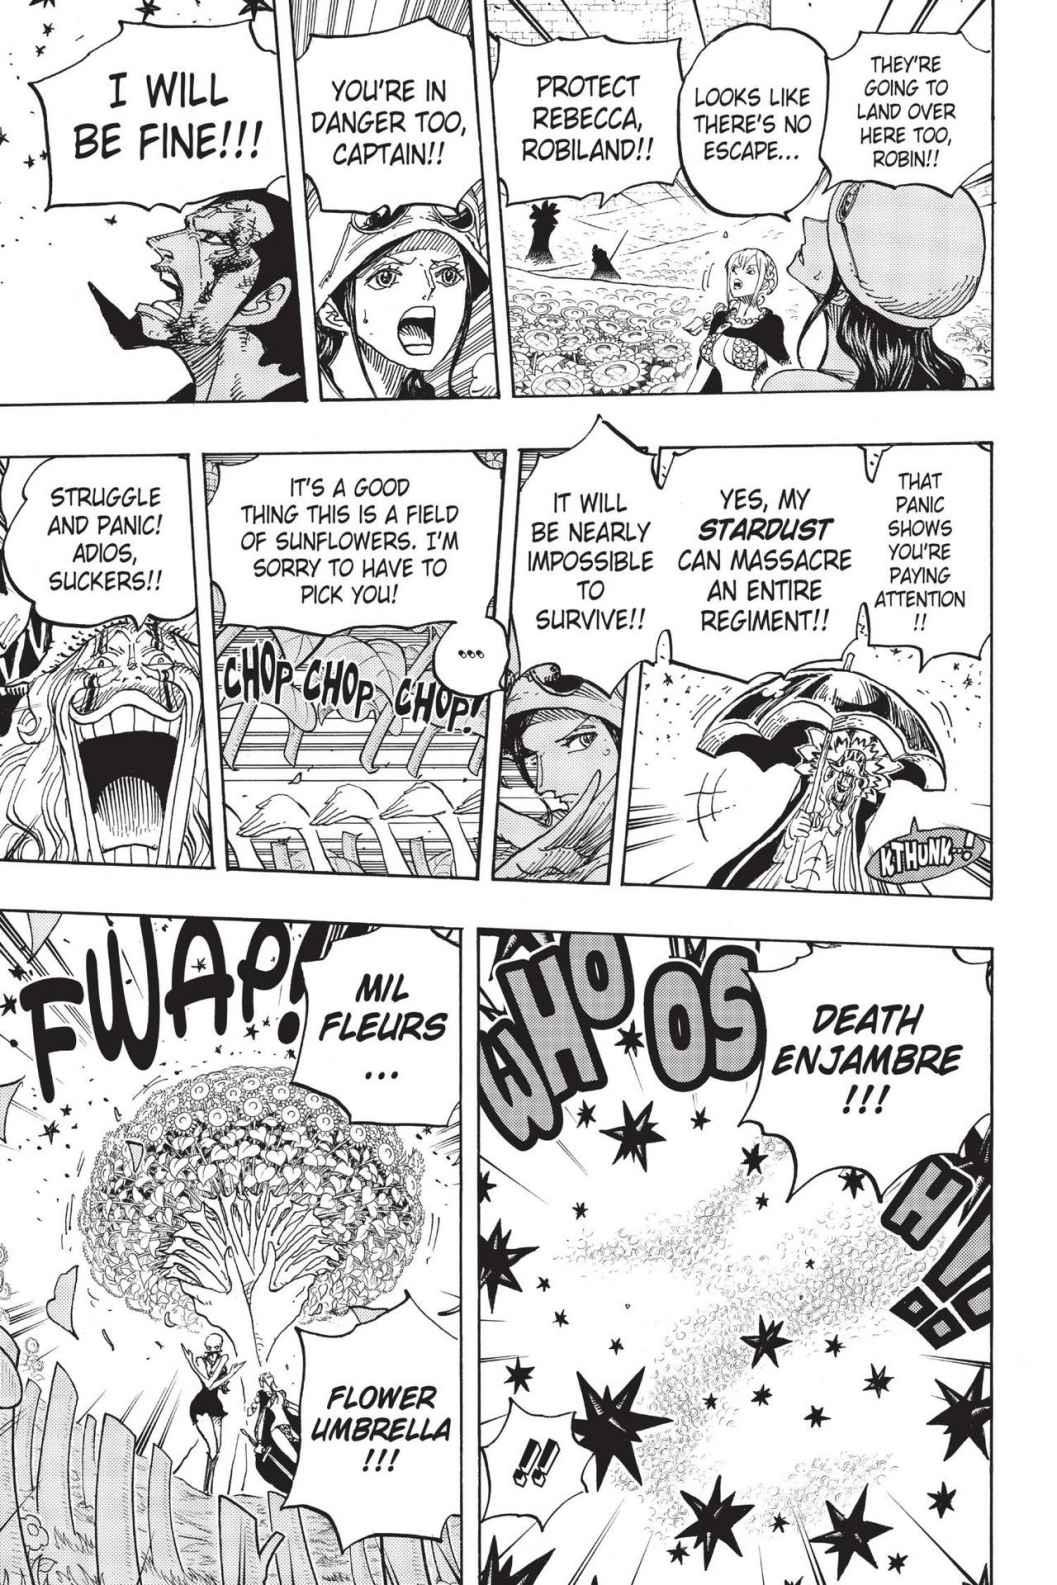 THEY'RE
GOING TO
LAND OVER
HERE TOO,
ROBIN!!
LOOKS LIKE
THERE'S NO
ESCAPE...
PROTECT
REBECCA,
ROBILAND!!
YOU'RE IN
DANGER TOO,
CAPTAIN!!
I WILL
BE FINE!!!
THAT
PANIC
SHOWS
YOU'RE
PAYING
ATTENTION
!!
YES, MY
STARDUST
CAN MASSACRE
AN ENTIRE
REGIMENT!!
KTHUNK...!
IT WILL
BE NEARLY
IMPOSSIBLE
TO
SURVIVE!!
...
IT'S A GOOD
THING THIS IS A FIELD
OF SUNFLOWERS. I'M
SORRY TO HAVE TO
PICK YOU!
CHOP CHOP CHOP!
STRUGGLE
AND PANIC!
ADIOS,
SUCKERS!!
DEATH
ENJAMBRE
!!!
WHOOSH!!
!!
MIL
FLEURS
...
FWAP!
FLOWER
UMBRELLA
!!!